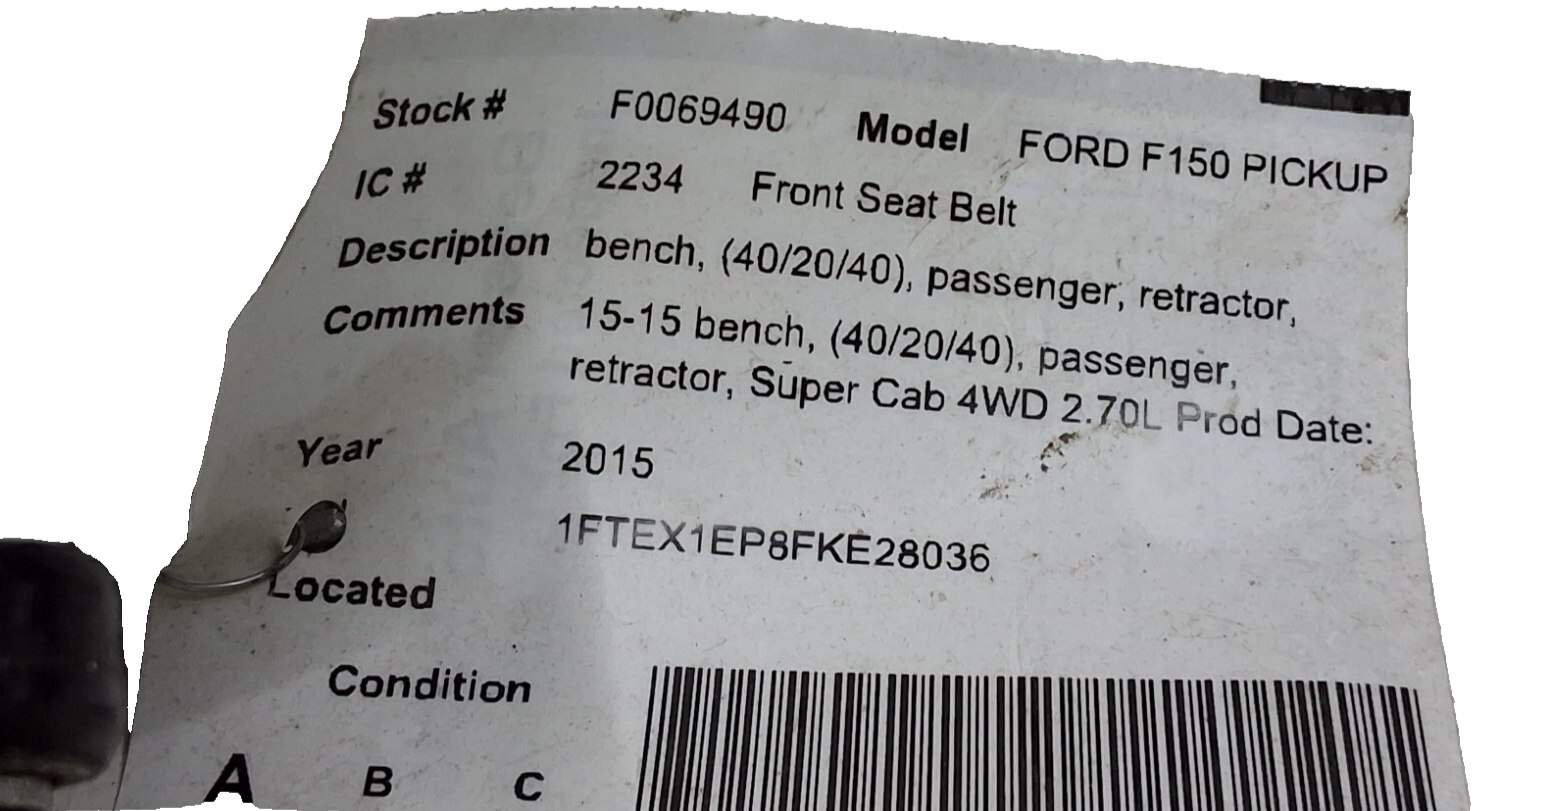 Stock # F0069490 Model FORD F150 PICKUP
IC # 2234 Front Seat Belt
Description bench, (40/20/40), passenger, retractor,
Comments 15-15 bench, (40/20/40), passenger,
retractor, Super Cab 4WD 2.70L Prod Date:
Year 2015
1FTEX1EP8FKE28036
Located
Condition
A B C